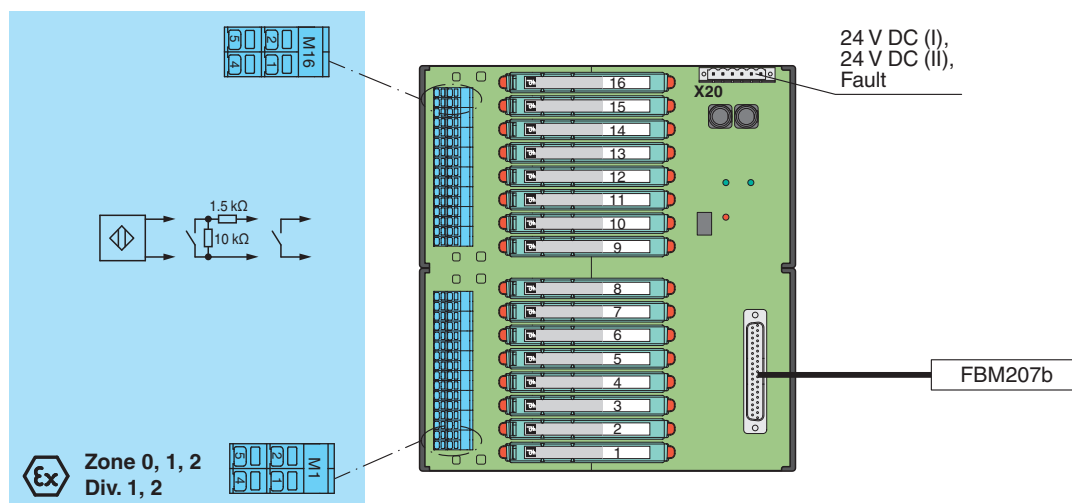 5 2 M16
4 1
24 V DC (I),
24 V DC (II),
Fault
X20
16
15
14
13
12
11
10
9
1.5 kΩ
10 kΩ
8
7
6
5
4
3
2
1
FBM207b
5 2 M1
4 1
Ex
Zone 0, 1, 2
Div. 1, 2